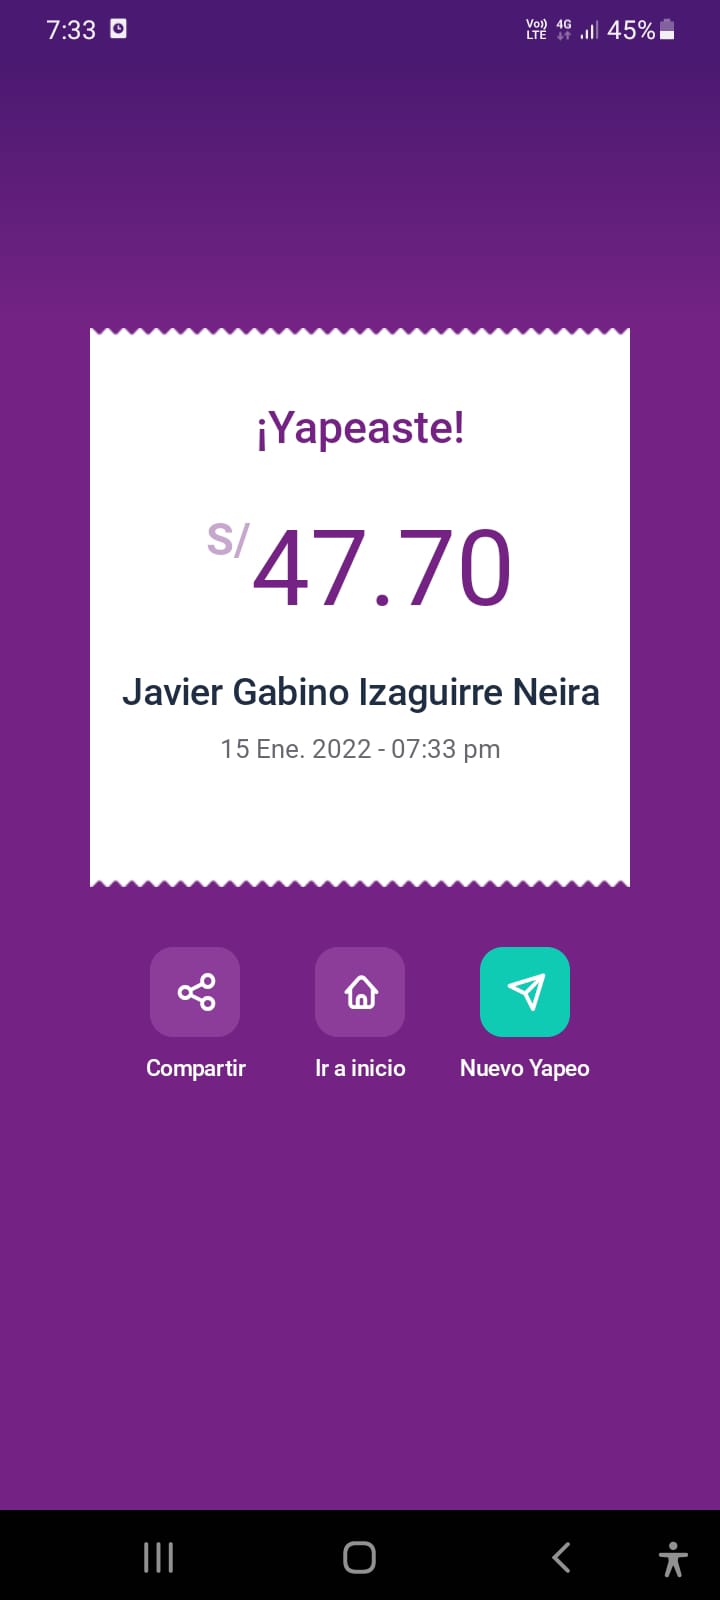 7:33 Vo)) LTE 4G 45%
¡Yapeaste!
S/47.70
Javier Gabino Izaguirre Neira
15 Ene. 2022 - 07:33 pm
Compartir Ir a inicio Nuevo Yapeo